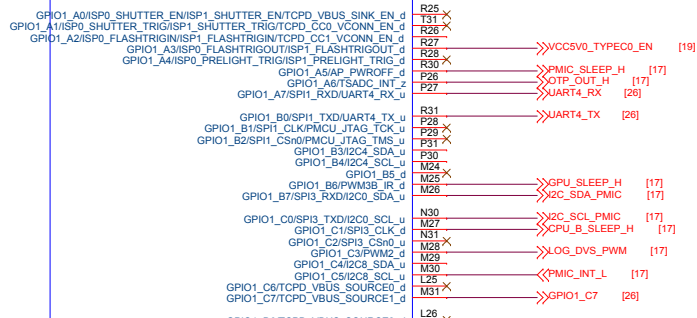 GPIO1_A0/ISP0_SHUTTER_EN/ISP1_SHUTTER_EN/TCPD_VBUS_SINK_EN_d R25
GPIO1_A1/ISP0_SHUTTER_TRIG/ISP1_SHUTTER_TRIG/TCPD_CC0_VCONN_EN_d T31
GPIO1_A2/ISP0_FLASHTRIGIN/ISP1_FLASHTRIGIN/TCPD_CC1_VCONN_EN_d R26
GPIO1_A3/ISP0_FLASHTRIGOUT/ISP1_FLASHTRIGOUT_d R27 VCC5V0_TYPEC0_EN [19]
GPIO1_A4/ISP0_PRELIGHT_TRIG/ISP1_PRELIGHT_TRIG_d R28
GPIO1_A5/AP_PWROFF_d R30 PMIC_SLEEP_H [17]
GPIO1_A6/TSADC_INT_z P26 OTP_OUT_H [17]
GPIO1_A7/SPI1_RXD/UART4_RX_u P27 UART4_RX [26]
GPIO1_B0/SPI1_TXD/UART4_TX_u R31 UART4_TX [26]
GPIO1_B1/SPI1_CLK/PMCU_JTAG_TCK_u P28
GPIO1_B2/SPI1_CSn0/PMCU_JTAG_TMS_u P29
GPIO1_B3/I2C4_SDA_u P31
GPIO1_B4/I2C4_SCL_u P30
GPIO1_B5_d M24
GPIO1_B6/PWM3B_IR_d M25 GPU_SLEEP_H [17]
GPIO1_B7/SPI3_RXD/I2C0_SDA_u M26 I2C_SDA_PMIC [17]
GPIO1_C0/SPI3_TXD/I2C0_SCL_u N30 I2C_SCL_PMIC [17]
GPIO1_C1/SPI3_CLK_d M27 CPU_B_SLEEP_H [17]
GPIO1_C2/SPI3_CSn0_u N31
GPIO1_C3/PWM2_d M28 LOG_DVS_PWM [17]
GPIO1_C4/I2C8_SDA_u M29
GPIO1_C5/I2C8_SCL_u M30 PMIC_INT_L [17]
GPIO1_C6/TCPD_VBUS_SOURCE0_d L25
GPIO1_C7/TCPD_VBUS_SOURCE1_d M31 GPIO1_C7 [26]
L26